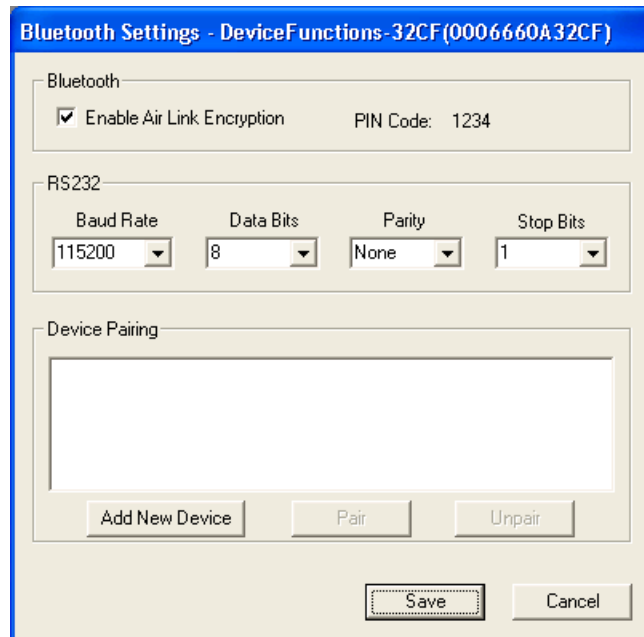 Bluetooth Settings - DeviceFunctions-32CF(0006660A32CF)
Bluetooth
Enable Air Link Encryption PIN Code: 1234
RS232
Baud Rate Data Bits Parity Stop Bits
115200 8 None 1
Device Pairing
Add New Device Pair Unpair
Save Cancel